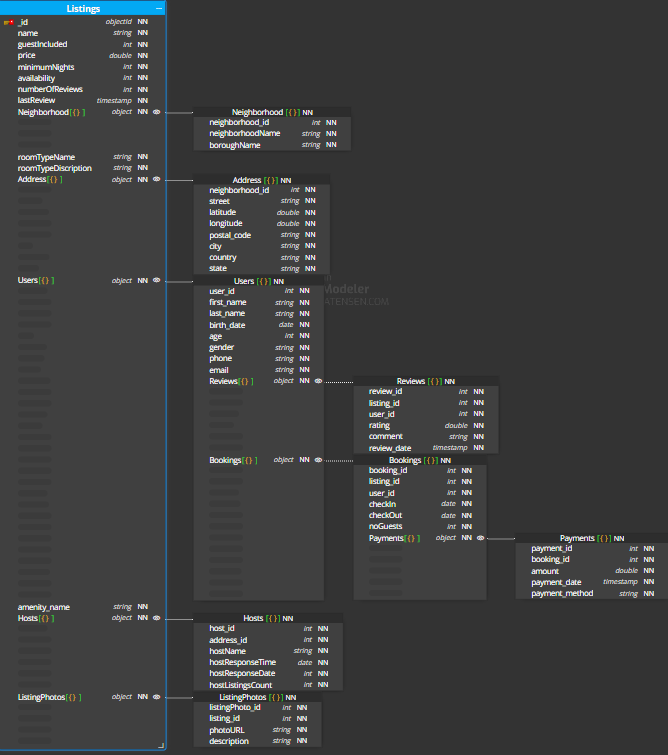 Listings
_id objectId NN
name string NN
guestIncluded int NN
price double NN
minimumNights int NN
availability int NN
numberOfReviews int NN
lastReview timestamp NN
Neighborhood[{}] object NN
Neighborhood [{}] NN
neighborhood_id int NN
neighborhoodName string NN
boroughName string NN
roomTypeName string NN
roomTypeDiscription string NN
Address[{}] object NN
Address [{}] NN
neighborhood_id int NN
street string NN
latitude double NN
longitude double NN
postal_code string NN
city string NN
country string NN
state string NN
Users[{}] object NN
Users [{}] NN
user_id int NN
first_name string NN
last_name string NN
birth_date date NN
age int NN
gender string NN
phone string NN
email string NN
Reviews[{}] object NN
Reviews [{}] NN
review_id int NN
listing_id int NN
user_id int NN
rating double NN
comment string NN
review_date timestamp NN
Bookings[{}] object NN
Bookings [{}] NN
booking_id int NN
listing_id int NN
user_id int NN
checkIn date NN
checkOut date NN
noGuests int NN
Payments[{}] object NN
Payments [{}] NN
payment_id int NN
booking_id int NN
amount double NN
payment_date timestamp NN
payment_method string NN
amenity_name string NN
Hosts[{}] object NN
Hosts [{}] NN
host_id int NN
address_id int NN
hostName string NN
hostResponseTime date NN
hostResponseDate int NN
hostListingsCount int NN
ListingPhotos[{}] object NN
ListingPhotos [{}] NN
listingPhoto_id int NN
listing_id int NN
photoURL string NN
description string NN
Modeler
ATENSEN.COM